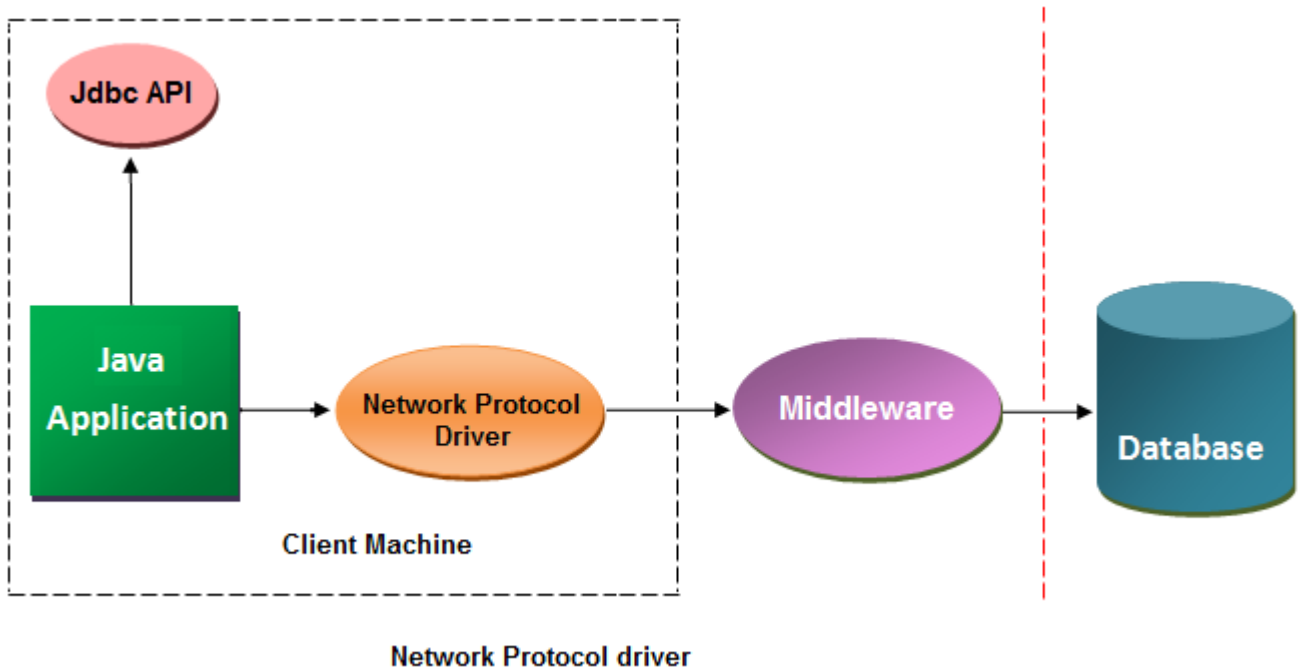 Jdbc API
Java
Application
Network Protocol
Driver
Middleware
Database
Client Machine
Network Protocol driver